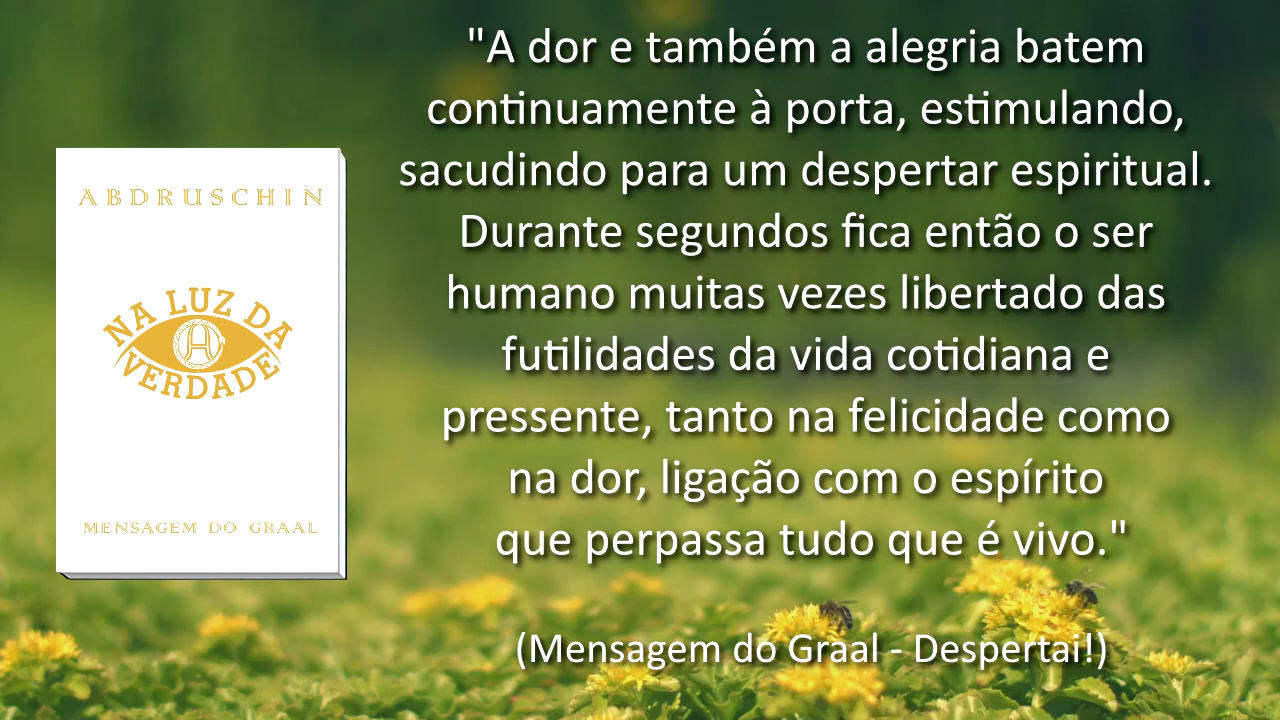 ABDRUSCHIN
NA LUZ DA
VERDADE
MENSAGEM DO GRAAL
"A dor e também a alegria batem
continuamente à porta, estimulando,
sacudindo para um despertar espiritual.
Durante segundos fica então o ser
humano muitas vezes libertado das
futilidades da vida cotidiana e
pressente, tanto na felicidade como
na dor, ligação com o espírito
que perpassa tudo que é vivo."
(Mensagem do Graal - Despertai!)